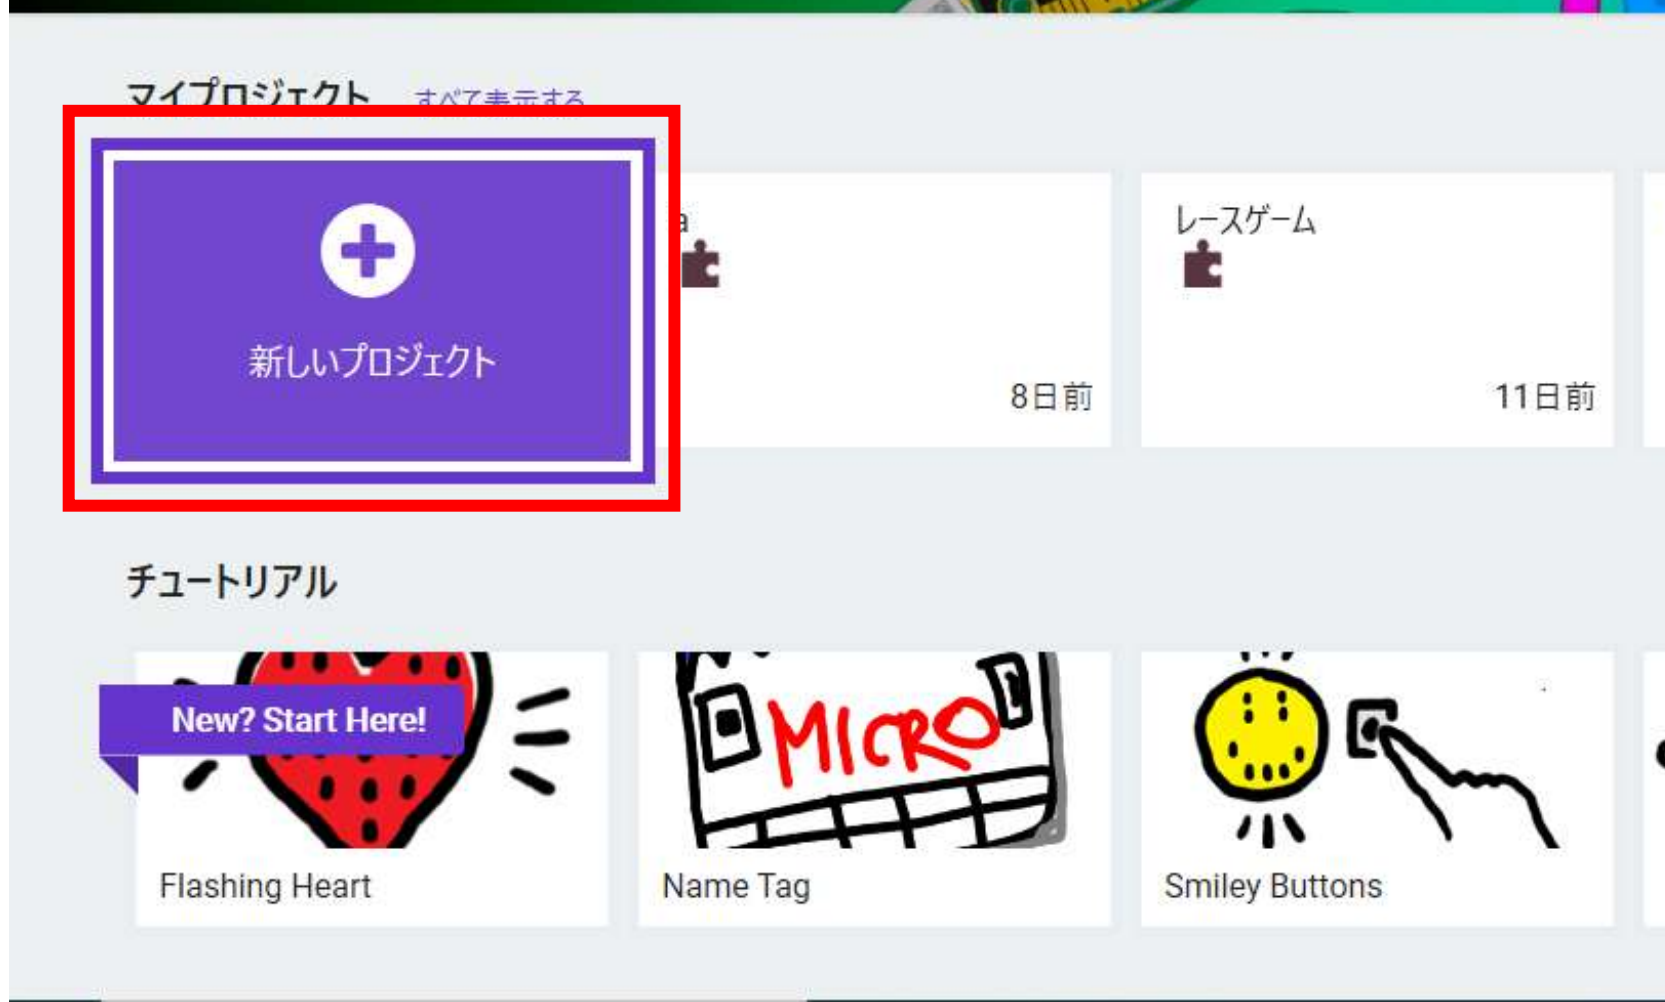 マイプロジェクト すべて表示する
新しいプロジェクト
a
8日前
レースゲーム
11日前
チュートリアル
New? Start Here!
MICRO
Flashing Heart
Name Tag
Smiley Buttons